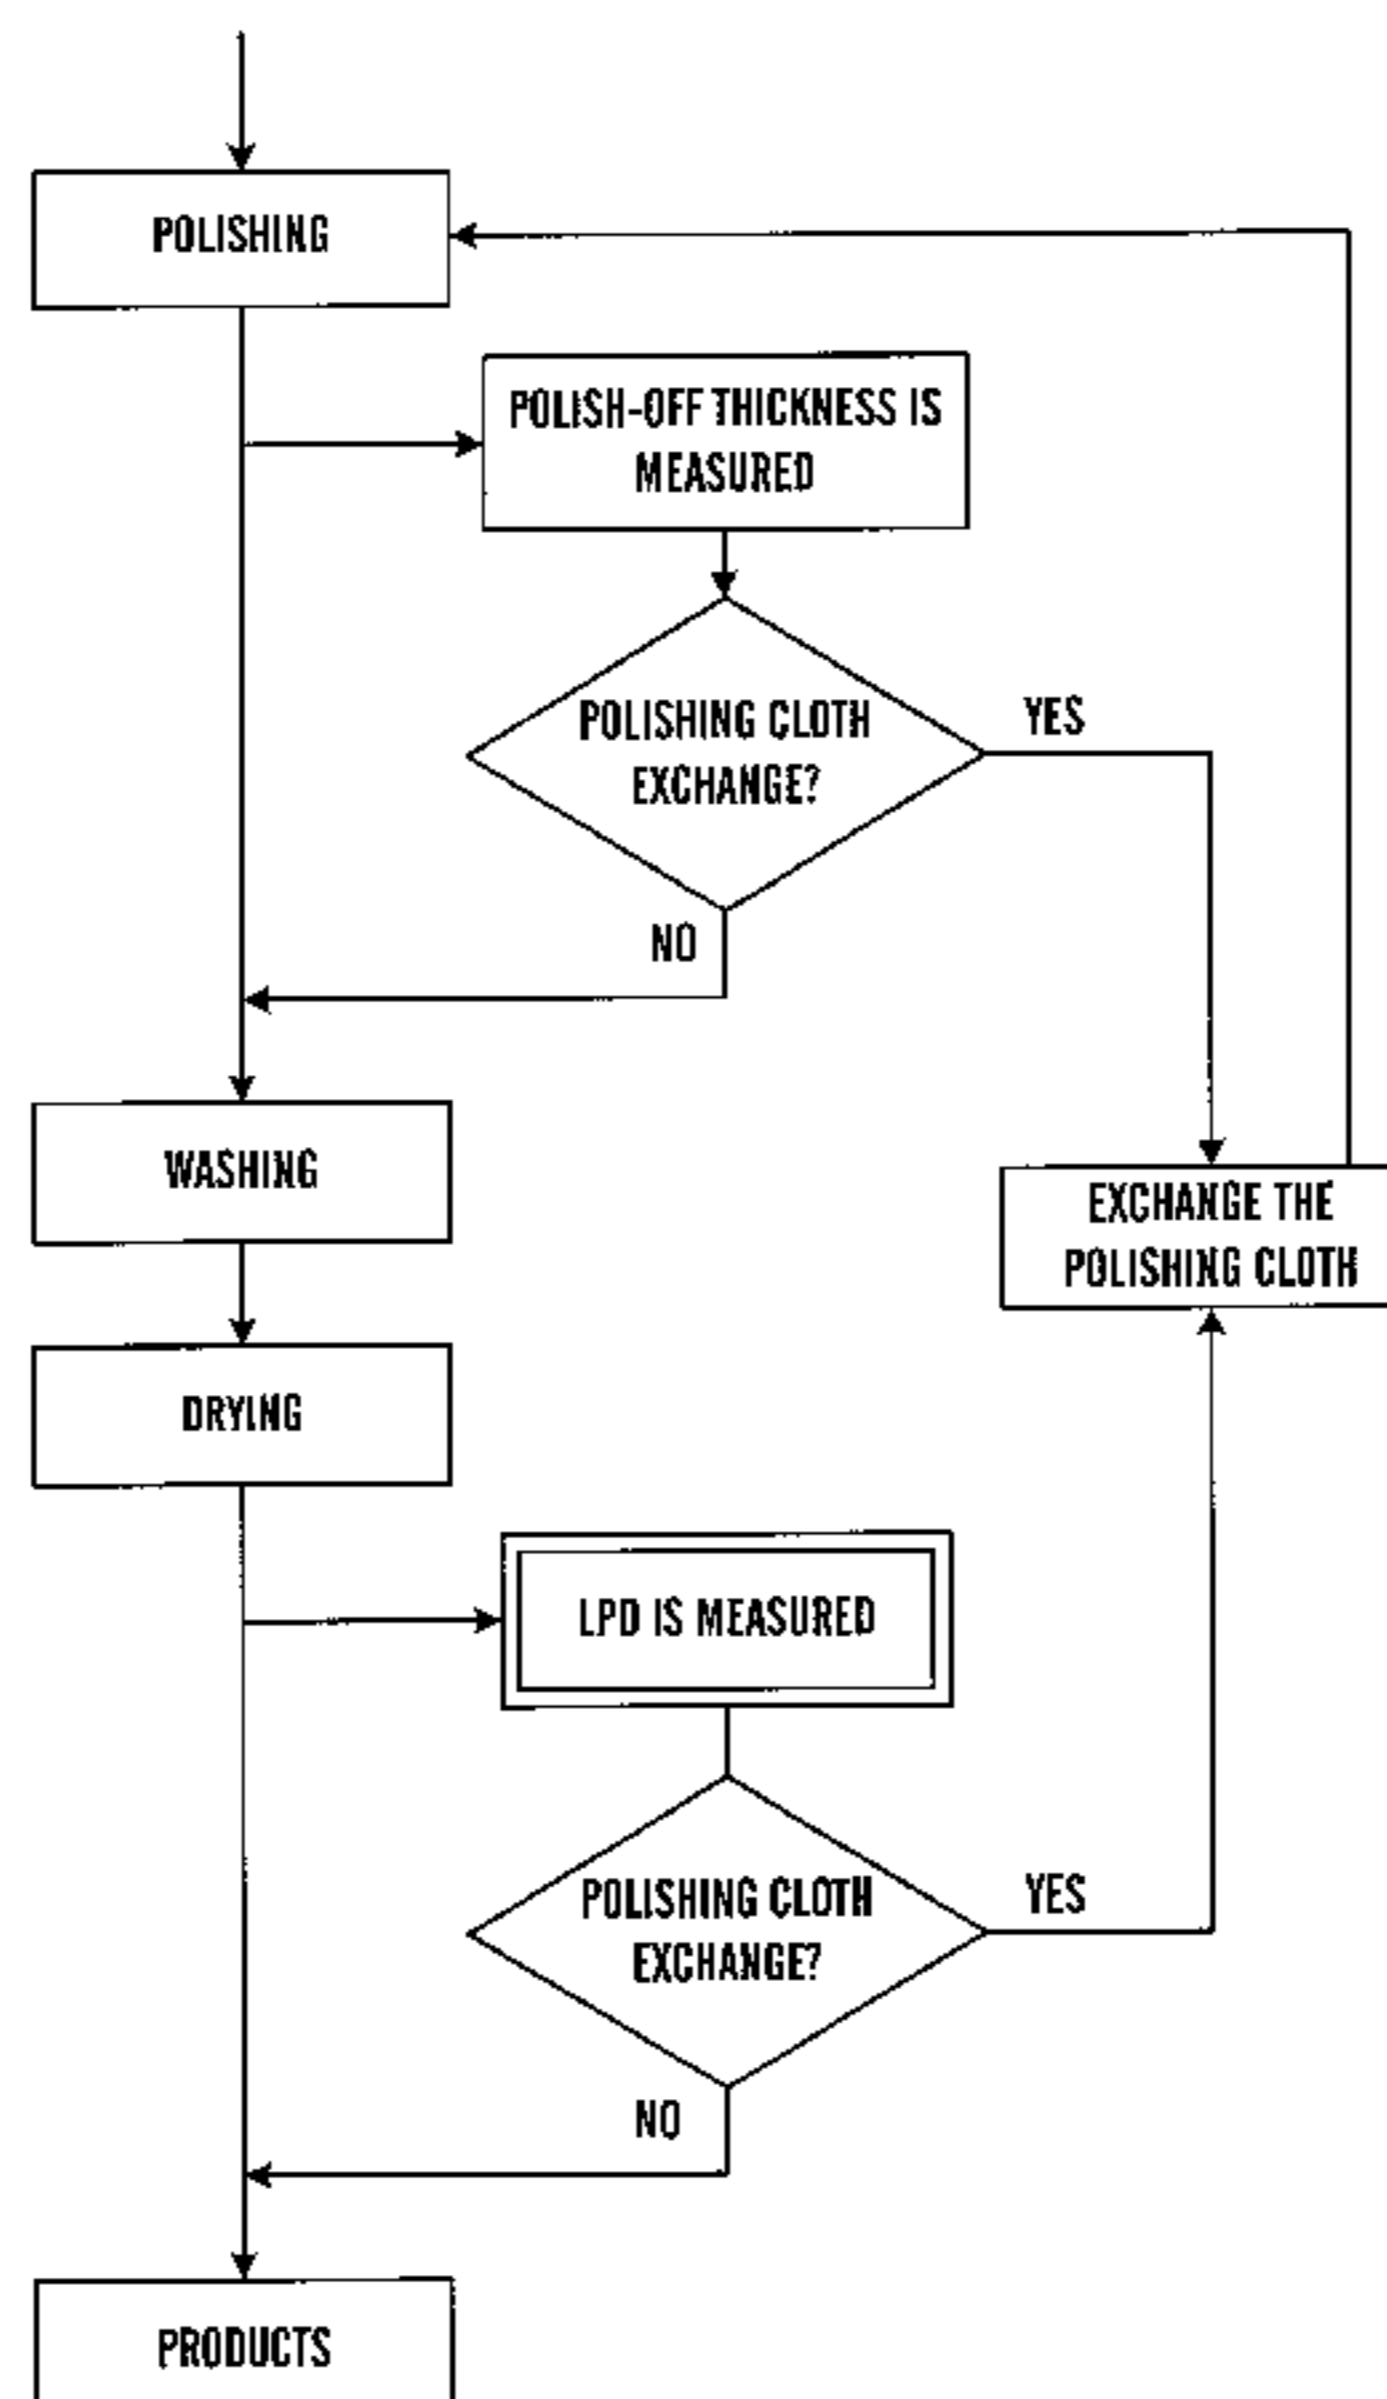 POLISHING
POLISH-OFF THICKNESS IS
MEASURED
POLISHING CLOTH
EXCHANGE?
YES
NO
WASHING
EXCHANGE THE
POLISHING CLOTH
DRYING
LPD IS MEASURED
POLISHING CLOTH
EXCHANGE?
YES
NO
PRODUCTS